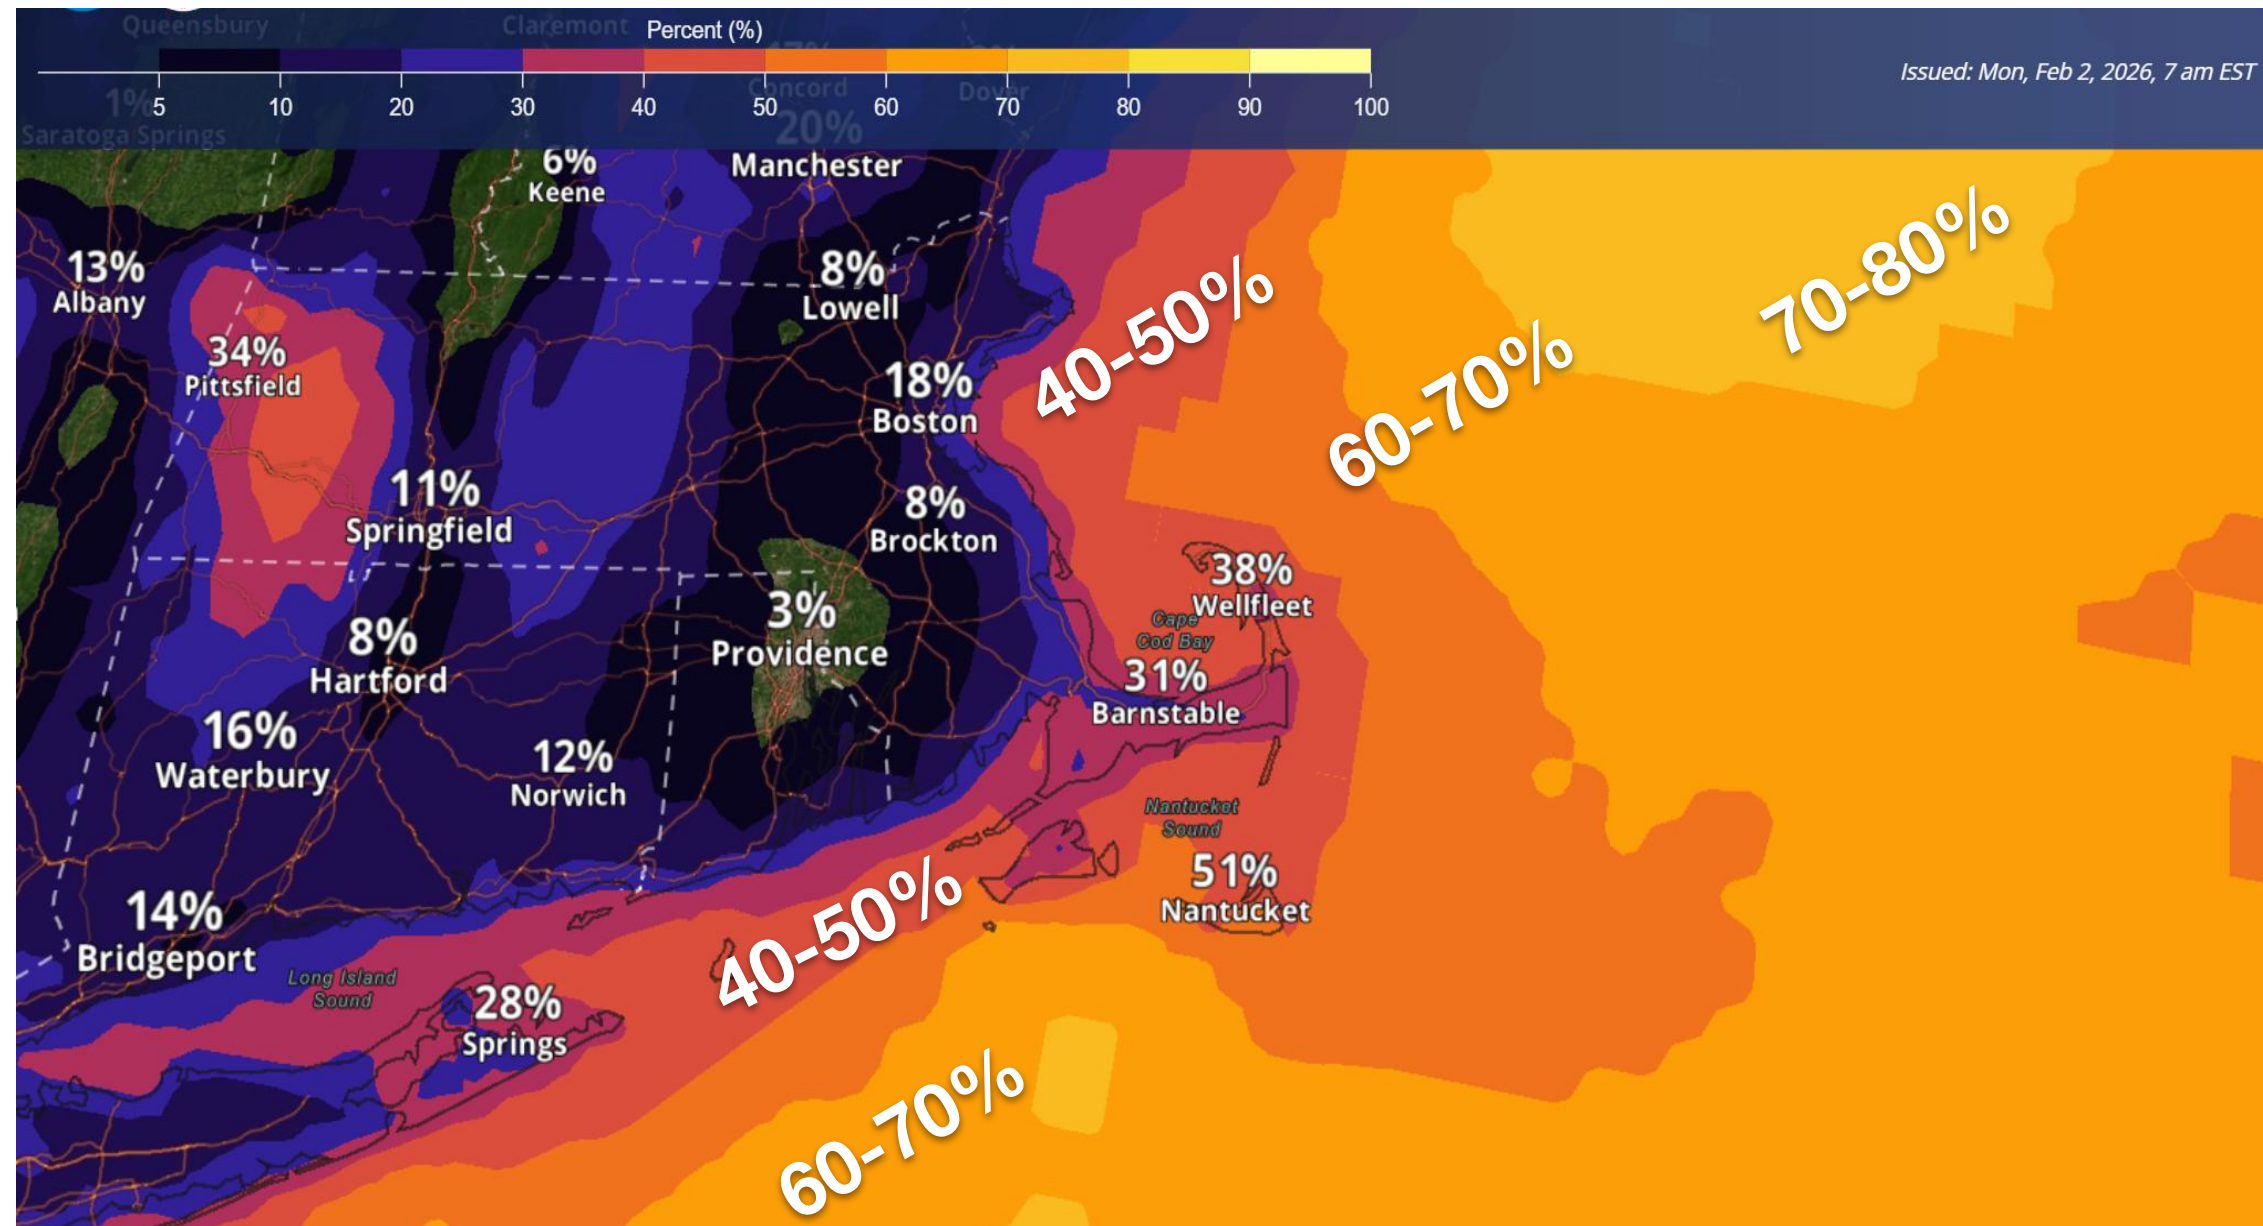 Queensbury
Claremont
Percent (%)
17%
Concord
Dover
Issued: Mon, Feb 2, 2026, 7 am EST
1%
5 10 20 30 40 50 60 70 80 90 100
Saratoga Springs
20%
Manchester
6%
Keene
13%
Albany
8%
Lowell
34%
Pittsfield
18%
Boston
40-50%
60-70%
70-80%
11%
Springfield
8%
Brockton
38%
Wellfleet
Cape
Cod Bay
3%
Providence
8%
Hartford
31%
Barnstable
16%
Waterbury
12%
Norwich
Nantucket
Sound
51%
Nantucket
14%
Bridgeport
40-50%
Long Island
Sound
28%
Springs
60-70%